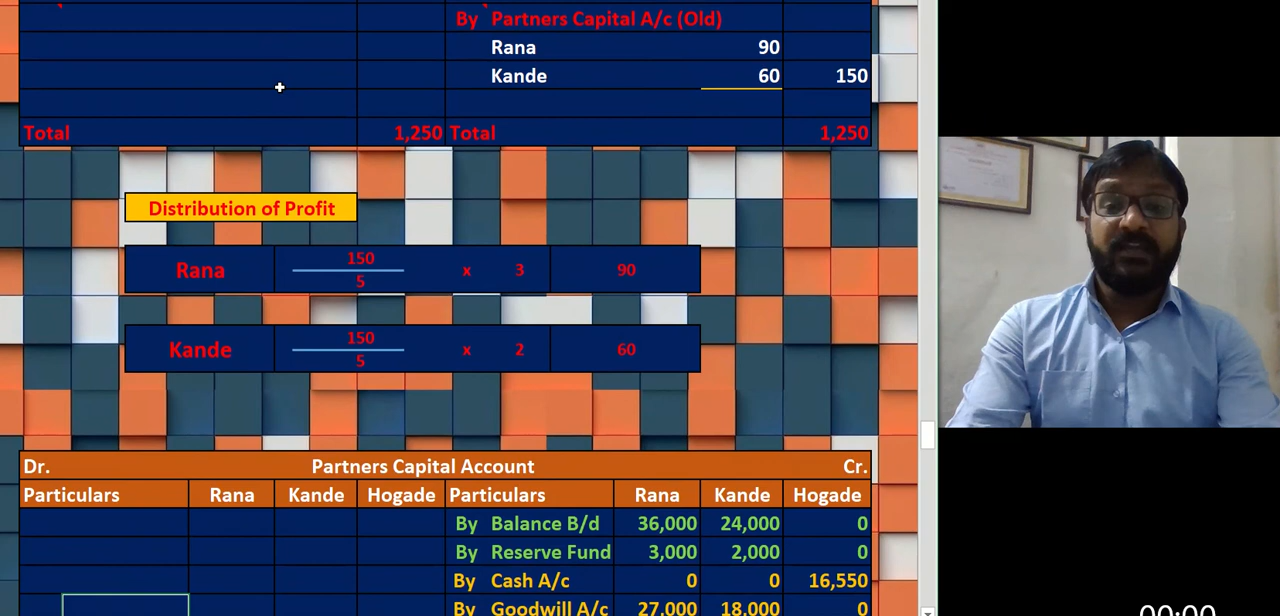 By Partners Capital A/c (Old)
Rana 90
Kande 60 150
Total 1,250 Total 1,250
Distribution of Profit
Rana 150 / 5 x 3 90
Kande 150 / 5 x 2 60
Dr. Partners Capital Account Cr.
Particulars Rana Kande Hogade Particulars Rana Kande Hogade
By Balance B/d 36,000 24,000 0
By Reserve Fund 3,000 2,000 0
By Cash A/c 0 0 16,550
By Goodwill A/c 27,000 18,000 0
00:00